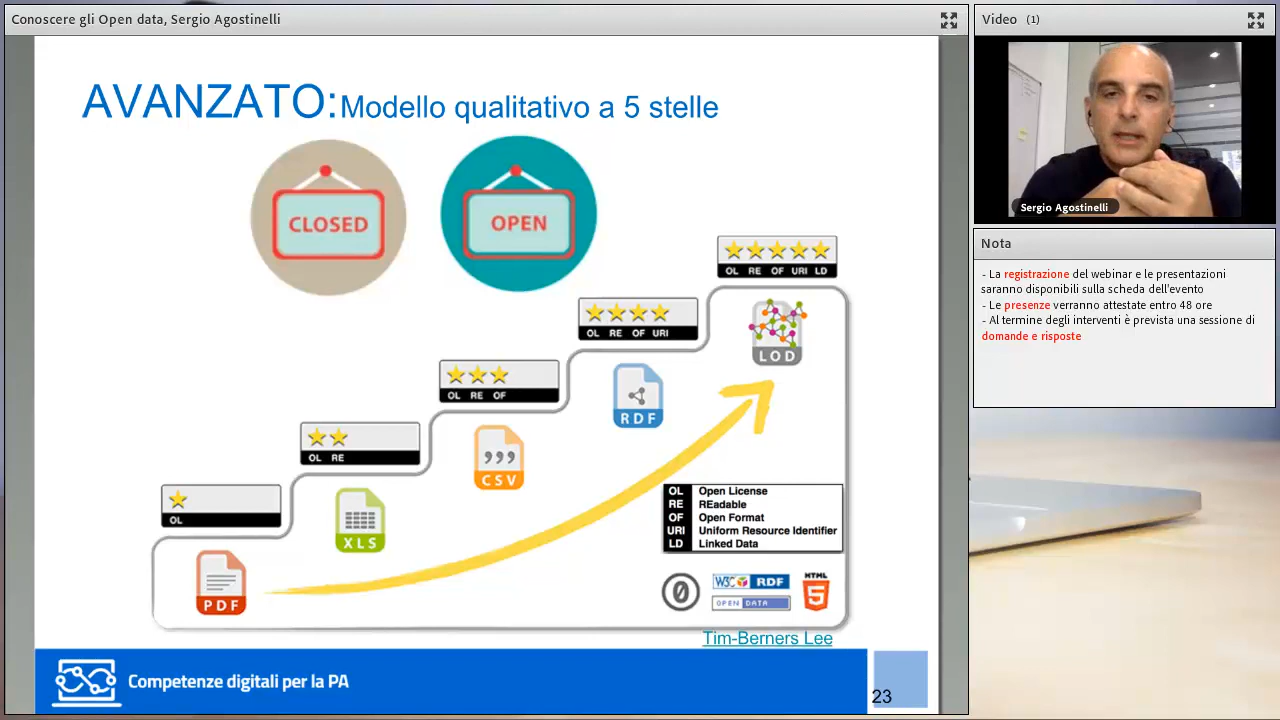 Conoscere gli Open data, Sergio Agostinelli
AVANZATO: Modello qualitativo a 5 stelle
CLOSED
OPEN
OL RE OF URI LD
LOD
OL RE OF URI
RDF
OL RE OF
CSV
OL RE
XLS
OL
PDF
OL Open License
RE REadable
OF Open Format
URI Uniform Resource Identifier
LD Linked Data
0
W3C RDF
HTML
5
OPEN DATA
Tim-Berners Lee
Competenze digitali per la PA
23
Video (1)
Sergio Agostinelli
Nota
- La registrazione del webinar e le presentazioni
saranno disponibili sulla scheda dell'evento
- Le presenze verranno attestate entro 48 ore
- Al termine degli interventi è prevista una sessione di
domande e risposte